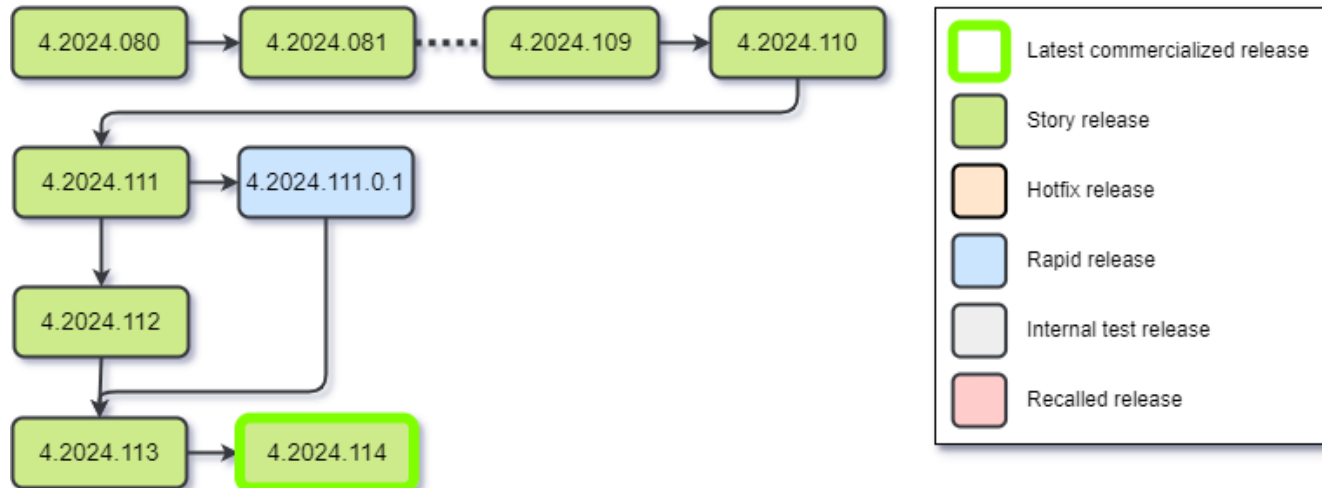 4.2024.080
4.2024.081
4.2024.109
4.2024.110
4.2024.111
4.2024.111.0.1
4.2024.112
4.2024.113
4.2024.114
Latest commercialized release
Story release
Hotfix release
Rapid release
Internal test release
Recalled release